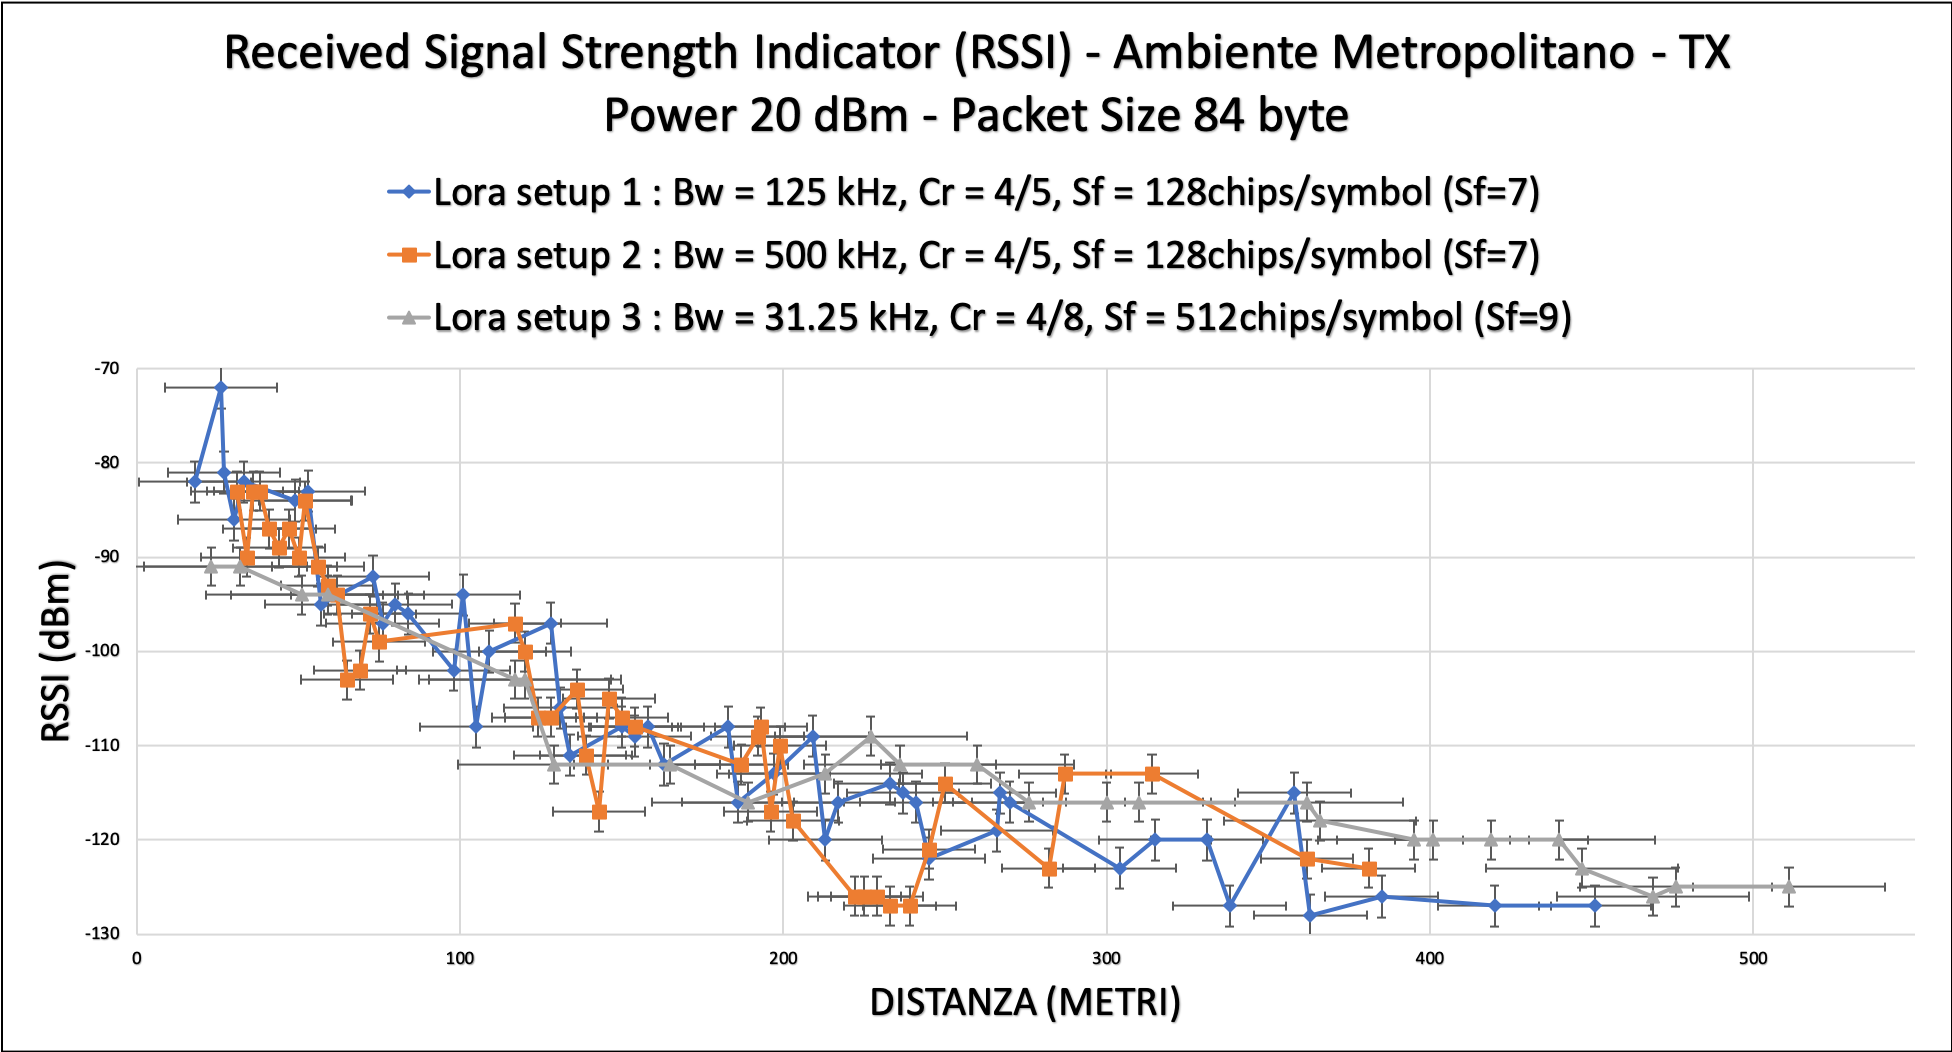 Received Signal Strength Indicator (RSSI) - Ambiente Metropolitano - TX
Power 20 dBm - Packet Size 84 byte
Lora setup 1 : Bw = 125 kHz, Cr = 4/5, Sf = 128chips/symbol (Sf=7)
Lora setup 2 : Bw = 500 kHz, Cr = 4/5, Sf = 128chips/symbol (Sf=7)
Lora setup 3 : Bw = 31.25 kHz, Cr = 4/8, Sf = 512chips/symbol (Sf=9)
RSSI (dBm)
-70
-80
-90
-100
-110
-120
-130
0 100 200 300 400 500
DISTANZA (METRI)